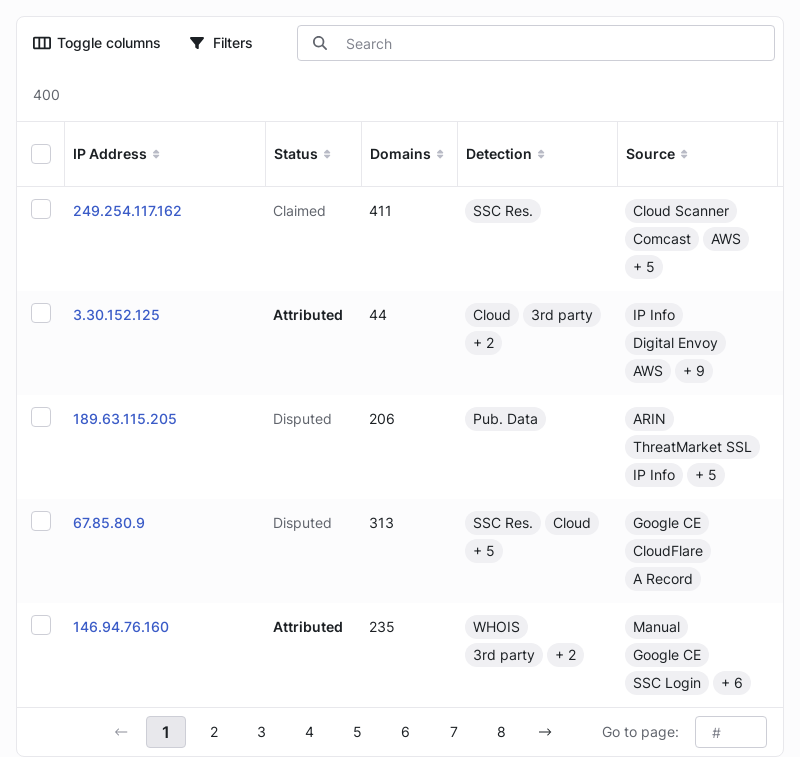 Toggle columns Filters Search
400
IP Address Status Domains Detection Source
249.254.117.162 Claimed 411 SSC Res. Cloud Scanner
Comcast AWS
+ 5
3.30.152.125 Attributed 44 Cloud 3rd party IP Info
+ 2 Digital Envoy
AWS + 9
189.63.115.205 Disputed 206 Pub. Data ARIN
ThreatMarket SSL
IP Info + 5
67.85.80.9 Disputed 313 SSC Res. Cloud Google CE
+ 5 CloudFlare
A Record
146.94.76.160 Attributed 235 WHOIS Manual
3rd party + 2 Google CE
SSC Login + 6
← 1 2 3 4 5 6 7 8 → Go to page: #